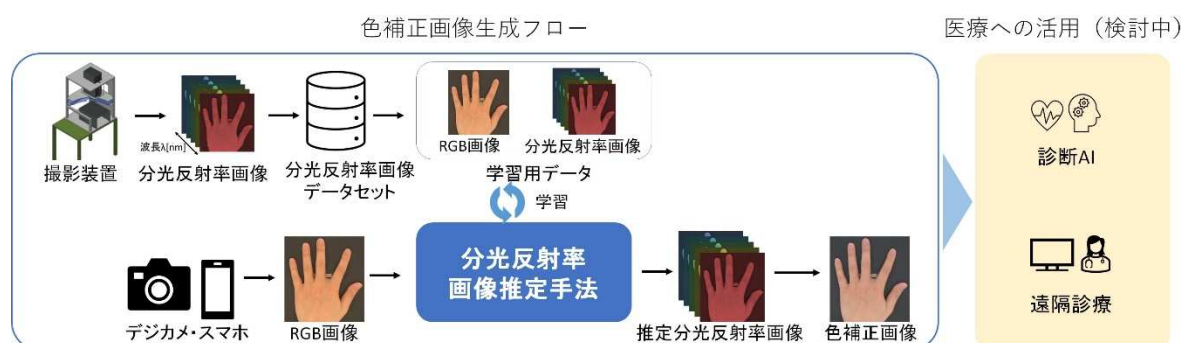 色補正画像生成フロー
医療への活用（検討中）
波長λ[nm]
撮影装置
分光反射率画像
分光反射率画像
データセット
RGB画像
分光反射率画像
学習用データ
学習
分光反射率
画像推定手法
デジカメ・スマホ
RGB画像
推定分光反射率画像
色補正画像
診断AI
遠隔診療